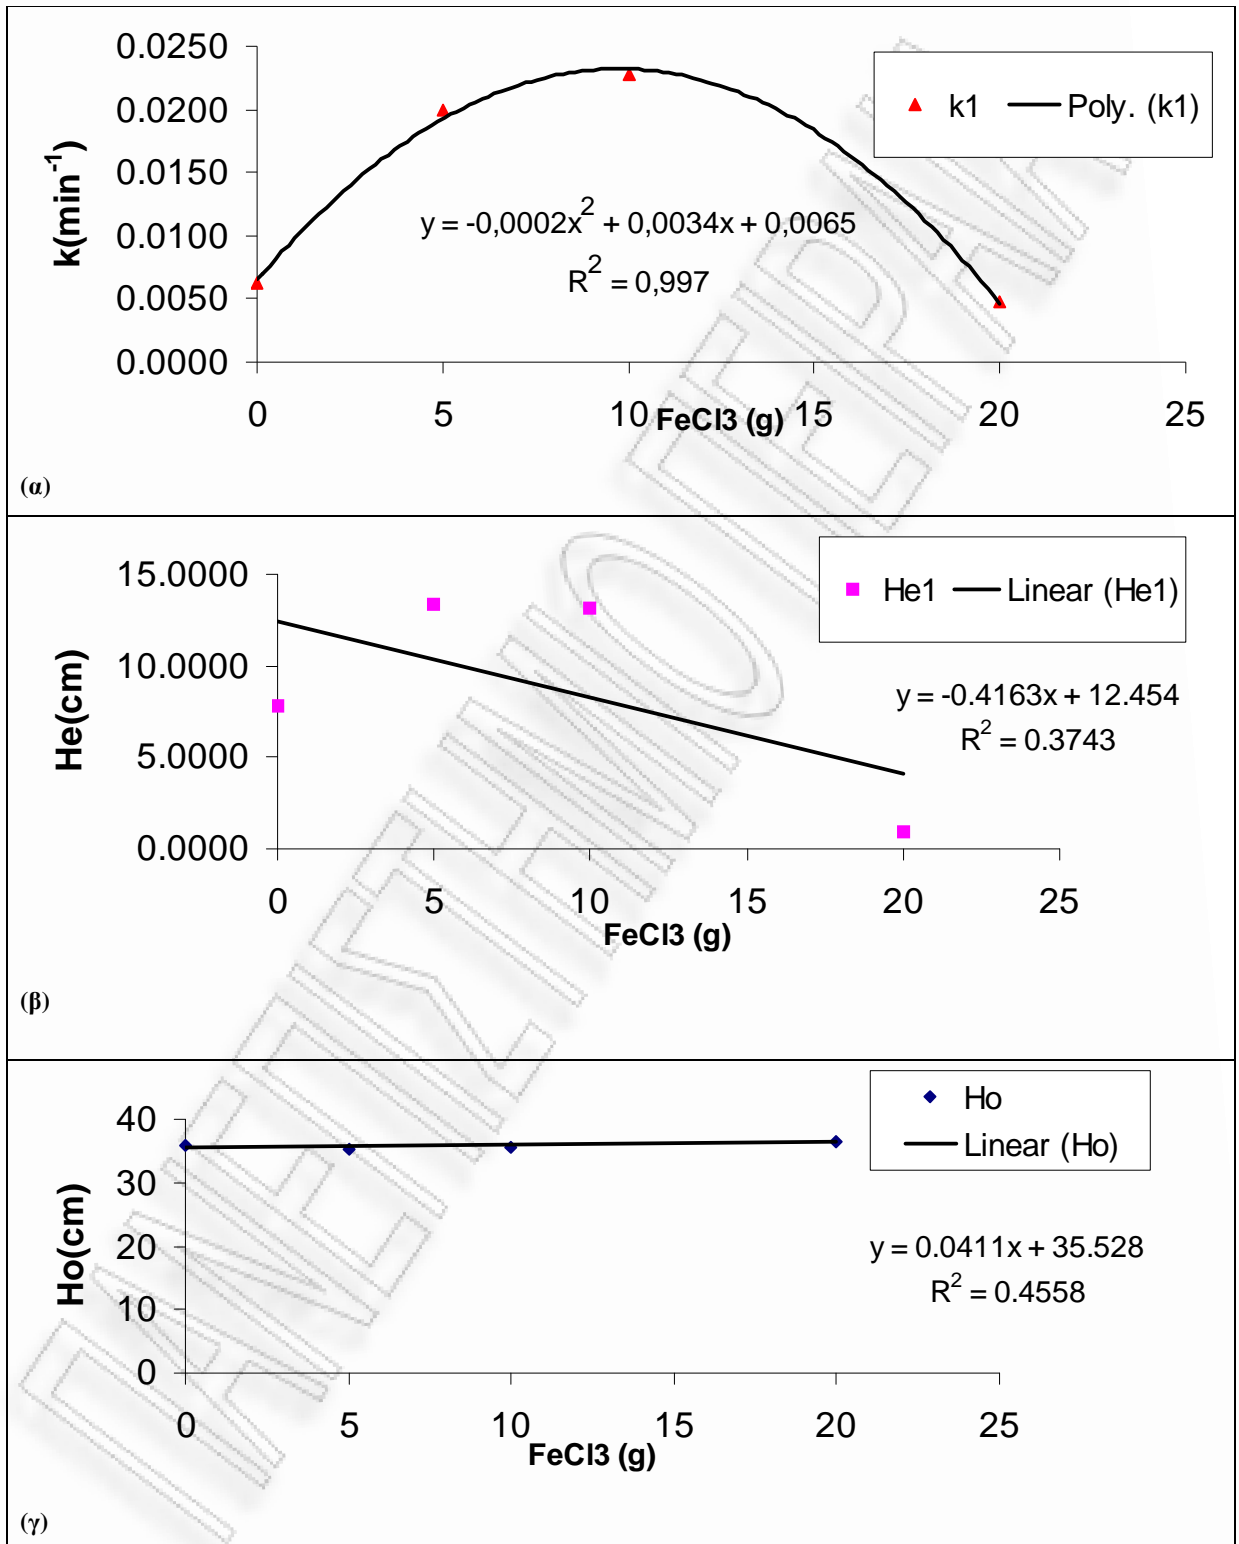 0.0250
0.0200
0.0150
0.0100
0.0050
0.0000
k(min-1)
k1 Poly. (k1)
y = -0,0002x2 + 0,0034x + 0,0065
R2 = 0,997
0 5 10 15 20 25
FeCl3 (g)
(α)
15.0000
10.0000
5.0000
0.0000
He(cm)
He1 Linear (He1)
y = -0.4163x + 12.454
R2 = 0.3743
0 5 10 15 20 25
FeCl3 (g)
(β)
40
30
20
10
0
Ho(cm)
Ho
Linear (Ho)
y = 0.0411x + 35.528
R2 = 0.4558
0 5 10 15 20 25
FeCl3 (g)
(γ)